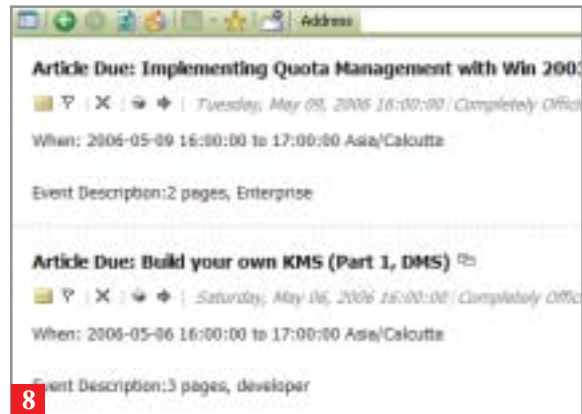 Address
Article Due: Implementing Quota Management with Win 2003
Tuesday, May 09, 2006 16:00:00 | Completely Offic
When: 2006-05-09 16:00:00 to 17:00:00 Asia/Calcutta
Event Description:2 pages, Enterprise
Article Due: Build your own KMS (Part 1, DMS)
Saturday, May 06, 2006 16:00:00 | Completely Offic
When: 2006-05-06 16:00:00 to 17:00:00 Asia/Calcutta
Event Description:3 pages, developer
8